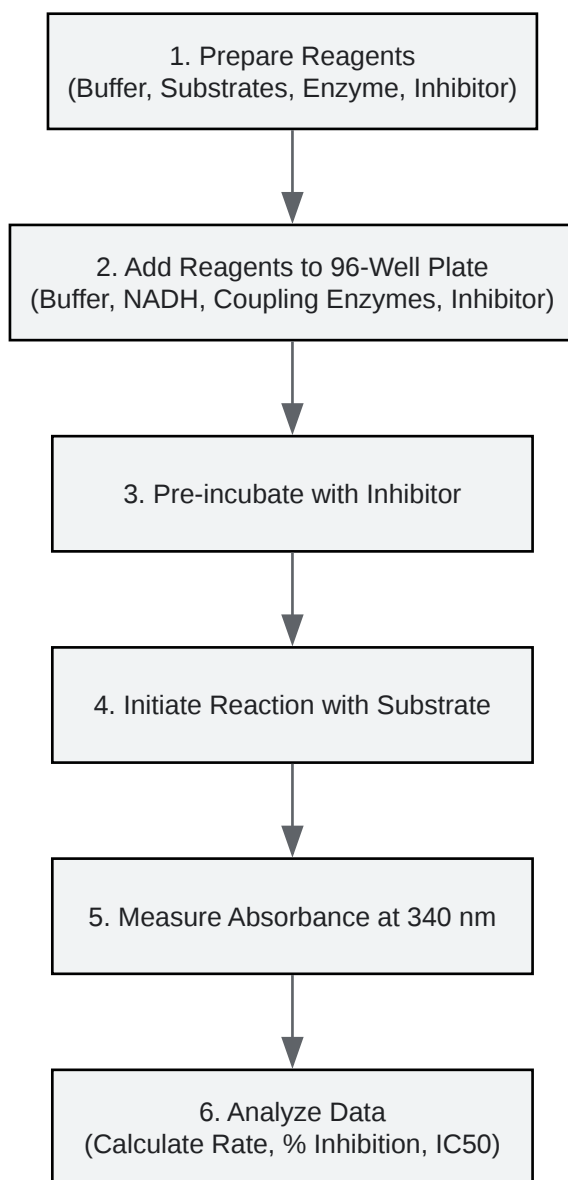 1. Prepare Reagents
(Buffer, Substrates, Enzyme, Inhibitor)
2. Add Reagents to 96-Well Plate
(Buffer, NADH, Coupling Enzymes, Inhibitor)
3. Pre-incubate with Inhibitor
4. Initiate Reaction with Substrate
5. Measure Absorbance at 340 nm
6. Analyze Data
(Calculate Rate, % Inhibition, IC50)